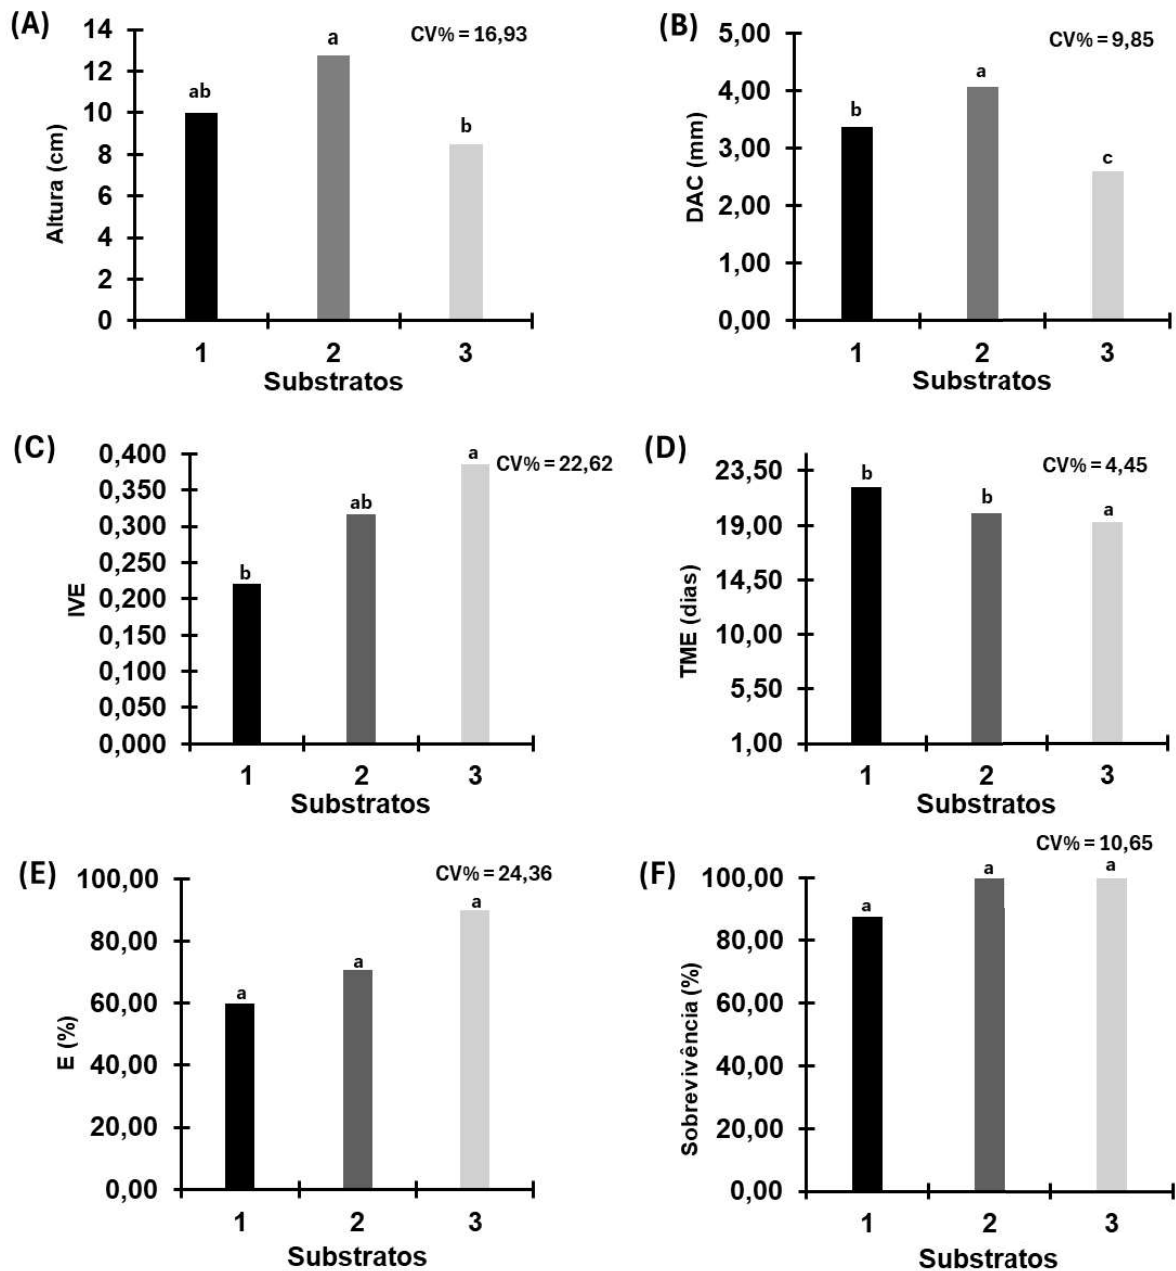 (A)
CV% = 16,93
Altura (cm)
14
12
10
8
6
4
2
0
ab
a
b
1 2 3
Substratos
(B)
CV% = 9,85
DAC (mm)
5,00
4,00
3,00
2,00
1,00
0,00
b
a
c
1 2 3
Substratos
(C)
CV% = 22,62
IVE
0,400
0,350
0,300
0,250
0,200
0,150
0,100
0,050
0,000
b
ab
a
1 2 3
Substratos
(D)
CV% = 4,45
TME (dias)
23,50
19,00
14,50
10,00
5,50
1,00
b
b
a
1 2 3
Substratos
(E)
CV% = 24,36
E (%)
100,00
80,00
60,00
40,00
20,00
0,00
a
a
a
1 2 3
Substratos
(F)
CV% = 10,65
Sobrevivência (%)
100,00
80,00
60,00
40,00
20,00
0,00
a
a
a
1 2 3
Substratos